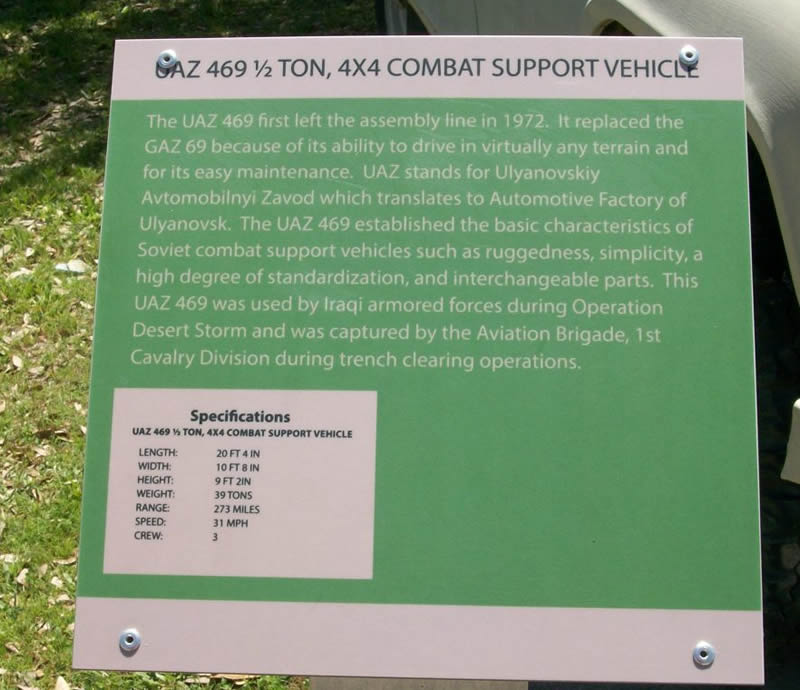 UAZ 469 ½ TON, 4X4 COMBAT SUPPORT VEHICLE
The UAZ 469 first left the assembly line in 1972. It replaced the
GAZ 69 because of its ability to drive in virtually any terrain and
for its easy maintenance. UAZ stands for Ulyanovskiy
Avtomobilnyi Zavod which translates to Automotive Factory of
Ulyanovsk. The UAZ 469 established the basic characteristics of
Soviet combat support vehicles such as ruggedness, simplicity, a
high degree of standardization, and interchangeable parts. This
UAZ 469 was used by Iraqi armored forces during Operation
Desert Storm and was captured by the Aviation Brigade, 1st
Cavalry Division during trench clearing operations.
Specifications
UAZ 469 ½ TON, 4X4 COMBAT SUPPORT VEHICLE
LENGTH: 20 FT 4 IN
WIDTH: 10 FT 8 IN
HEIGHT: 9 FT 2IN
WEIGHT: 39 TONS
RANGE: 273 MILES
SPEED: 31 MPH
CREW: 3